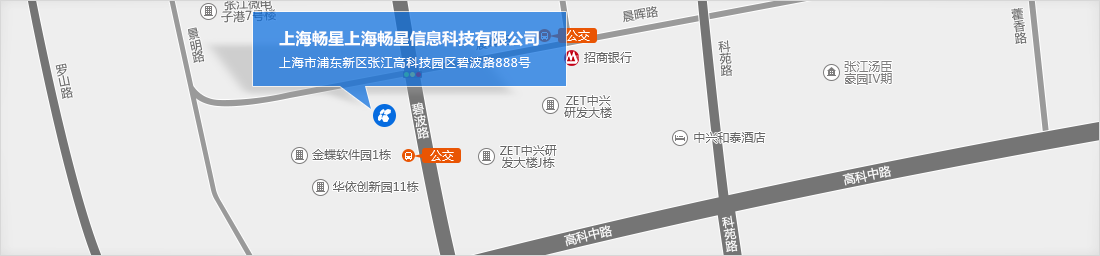 张江微电
子港7号楼
景明路
罗山路
上海畅星上海畅星信息科技有限公司
上海市浦东新区张江高科技园区碧波路888号
晨晖路
公交
招商银行
科苑路
藿香路
张江汤臣
豪园IV期
碧波路
ZET中兴
研发大楼
中兴和泰酒店
金蝶软件园1栋
公交
ZET中兴研
发大楼J栋
华依创新园11栋
高科中路
高科中路
科苑路